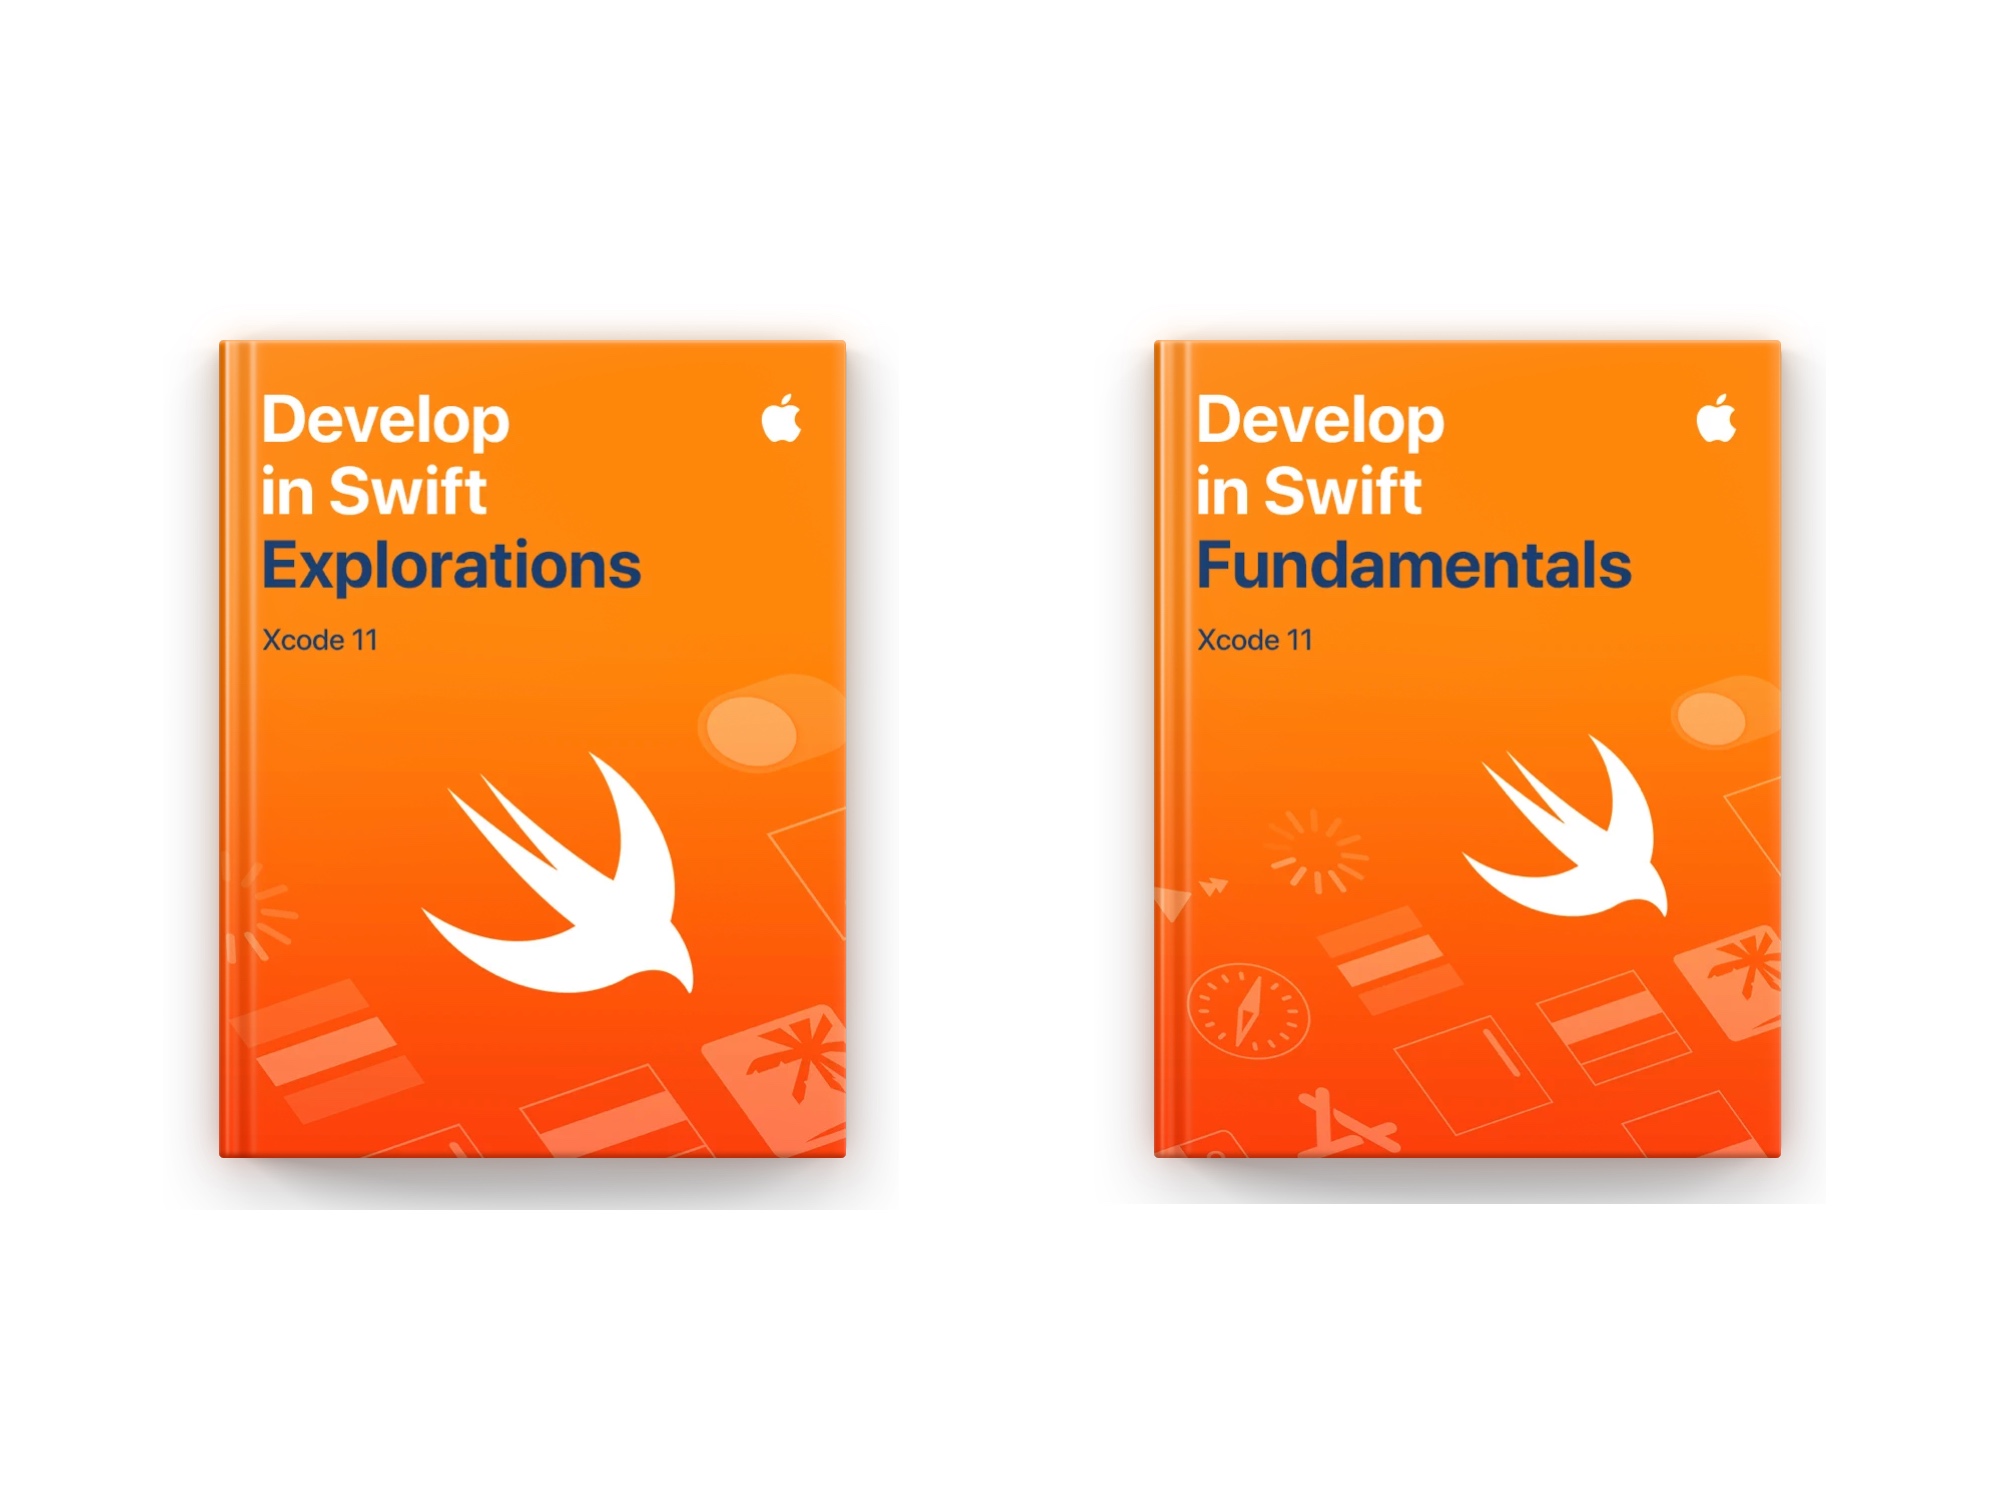 Develop
in Swift
Explorations
Xcode 11
Develop
in Swift
Fundamentals
Xcode 11